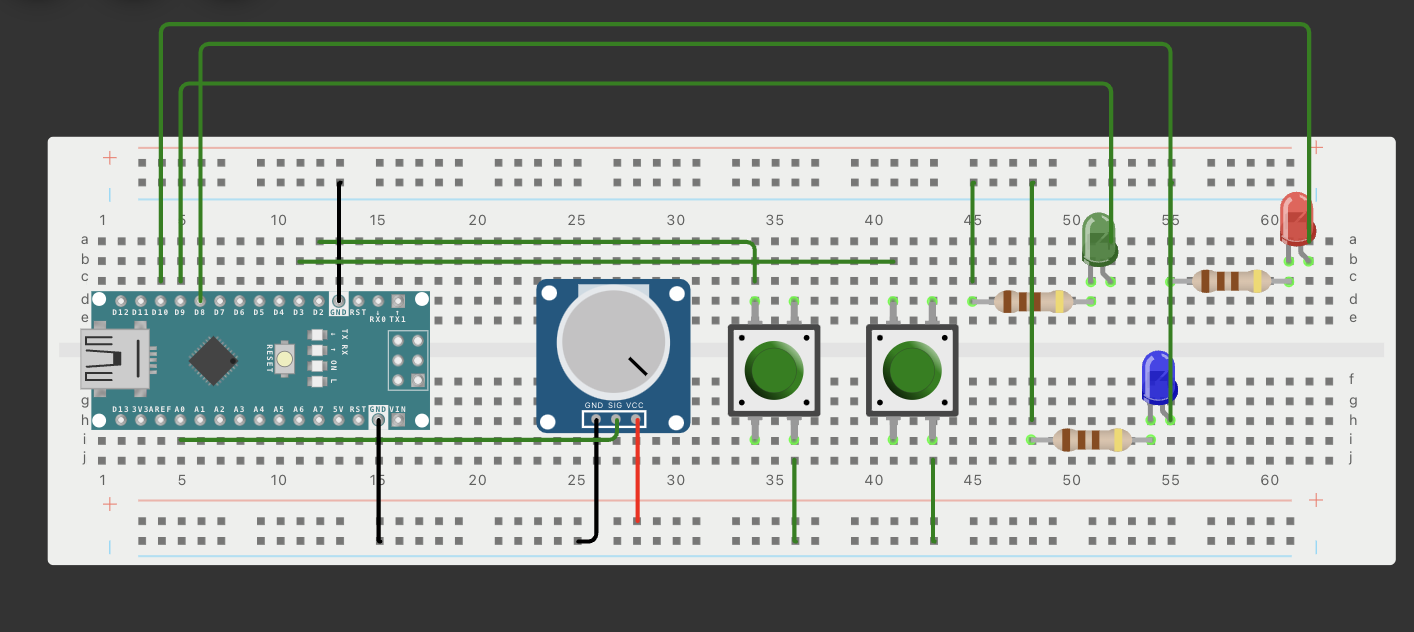 1 5 10 15 20 25 30 35 40 45 50 55 60
a a
b b
c c
d d
e e
D12 D11 D10 D9 D8 D7 D6 D5 D4 D3 D2 GND RST RX0 TX1
RESET
TX RX
ON L
D13 3V3 AREF A0 A1 A2 A3 A4 A5 A6 A7 5V RST GND VIN
GND SIG VCC
f f
g g
h h
i i
j j
1 5 10 15 20 25 30 35 40 45 50 55 60